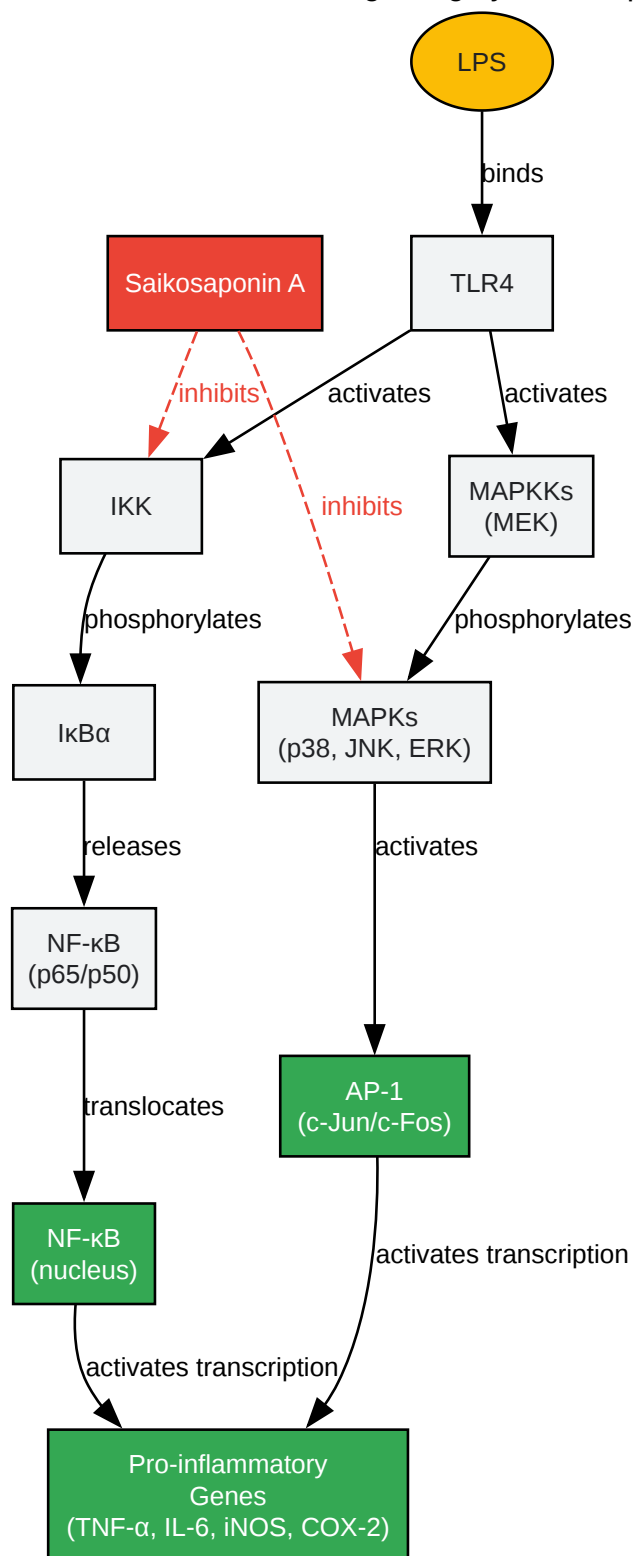 LPS
binds
Saikosaponin A
TLR4
inhibits
activates
activates
IKK
MAPKKs
(MEK)
inhibits
phosphorylates
phosphorylates
IκBα
MAPKs
(p38, JNK, ERK)
releases
activates
NF-κB
(p65/p50)
translocates
AP-1
(c-Jun/c-Fos)
NF-κB
(nucleus)
activates transcription
activates transcription
Pro-inflammatory
Genes
(TNF-α, IL-6, iNOS, COX-2)